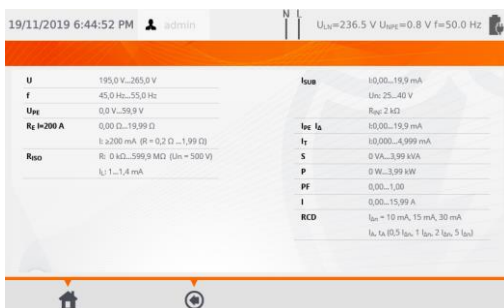 19/11/2019 6:44:52 PM admin N L U_LN=236.5 V U_NPE=0.8 V f=50.0 Hz
U 195,0 V...265,0 V
f 45,0 Hz...55,0 Hz
U_PE 0,0 V...59,9 V
R_E I=200 A 0,00 Ω...19,99 Ω
I: ≥200 mA (R = 0,2 Ω ...1,99 Ω)
R_ISO R: 0 kΩ...599,9 MΩ (Un = 500 V)
I_L: 1...1,4 mA
I_SUB I:0,00...19,9 mA
Un: 25...40 V
R_IN: 2 kΩ
I_PE I_Δ I:0,00...19,9 mA
I_T I:0,000...4,999 mA
S 0 VA...3,99 kVA
P 0 W...3,99 kW
PF 0,00...1,00
I 0,00...15,99 A
RCD I_Δn = 10 mA, 15 mA, 30 mA
I_A, t_A (0,5 I_Δn, 1 I_Δn, 2 I_Δn, 5 I_Δn)